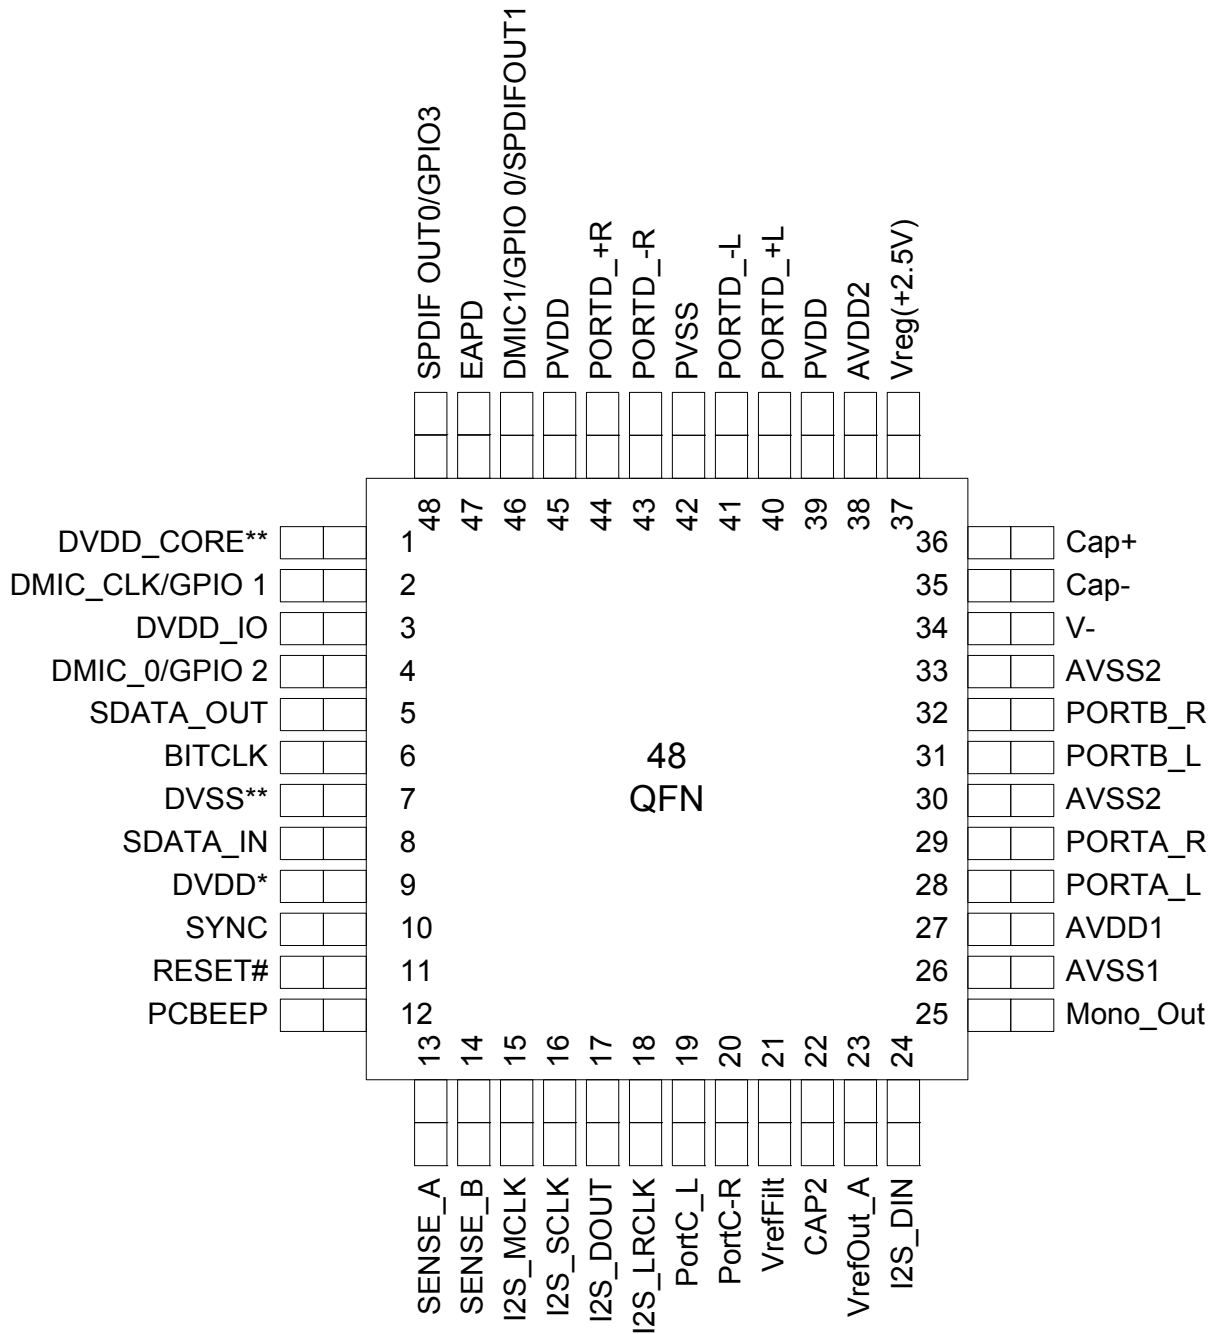 SPDIF OUT0/GPIO3
EAPD
DMIC1/GPIO 0/SPDIFOUT1
PVDD
PORTD_+R
PORTD_-R
PVSS
PORTD_-L
PORTD_+L
PVDD
AVDD2
Vreg(+2.5V)
48
47
46
45
44
43
42
41
40
39
38
37
DVDD_CORE** 1
DMIC_CLK/GPIO 1 2
DVDD_IO 3
DMIC_0/GPIO 2 4
SDATA_OUT 5
BITCLK 6
DVSS** 7
SDATA_IN 8
DVDD* 9
SYNC 10
RESET# 11
PCBEEP 12
48
QFN
36 Cap+
35 Cap-
34 V-
33 AVSS2
32 PORTB_R
31 PORTB_L
30 AVSS2
29 PORTA_R
28 PORTA_L
27 AVDD1
26 AVSS1
25 Mono_Out
13
14
15
16
17
18
19
20
21
22
23
24
SENSE_A
SENSE_B
I2S_MCLK
I2S_SCLK
I2S_DOUT
I2S_LRCLK
PortC_L
PortC-R
VrefFilt
CAP2
VrefOut_A
I2S_DIN